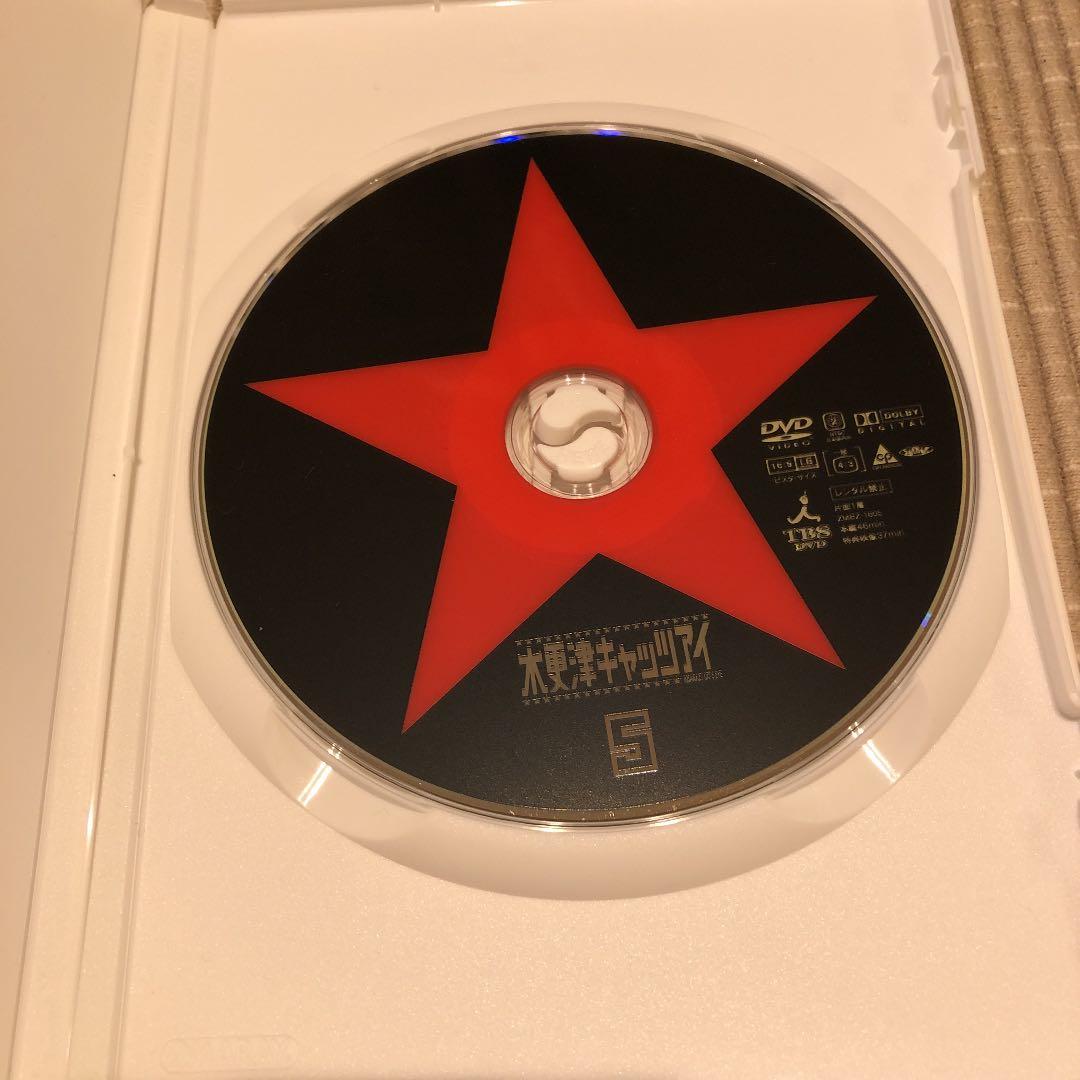 DVD
VIDEO
2
DOLBY
DIGITAL
16:9 LB
4:3
ビスタ・サイズ
レンタル禁止
片面1層
本編46min
特典映像37min
TBS
DVD
木更津キャッツアイ
5